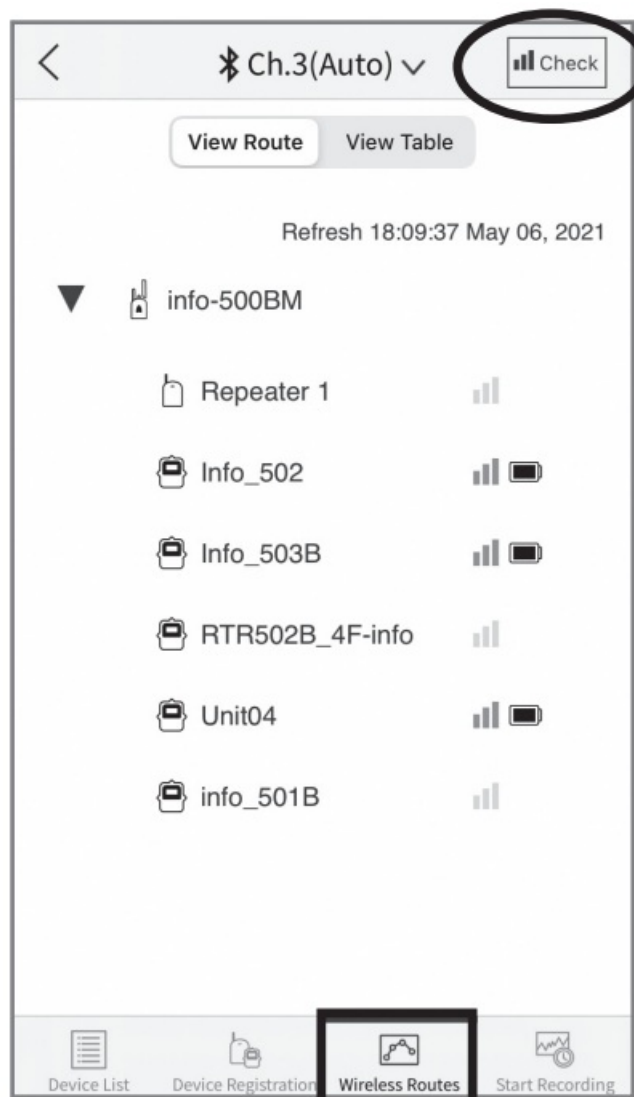 Ch.3(Auto)
Check
View Route View Table
Refresh 18:09:37 May 06, 2021
info-500BM
Repeater 1
Info_502
Info_503B
RTR502B_4F-info
Unit04
info_501B
Device List Device Registration Wireless Routes Start Recording